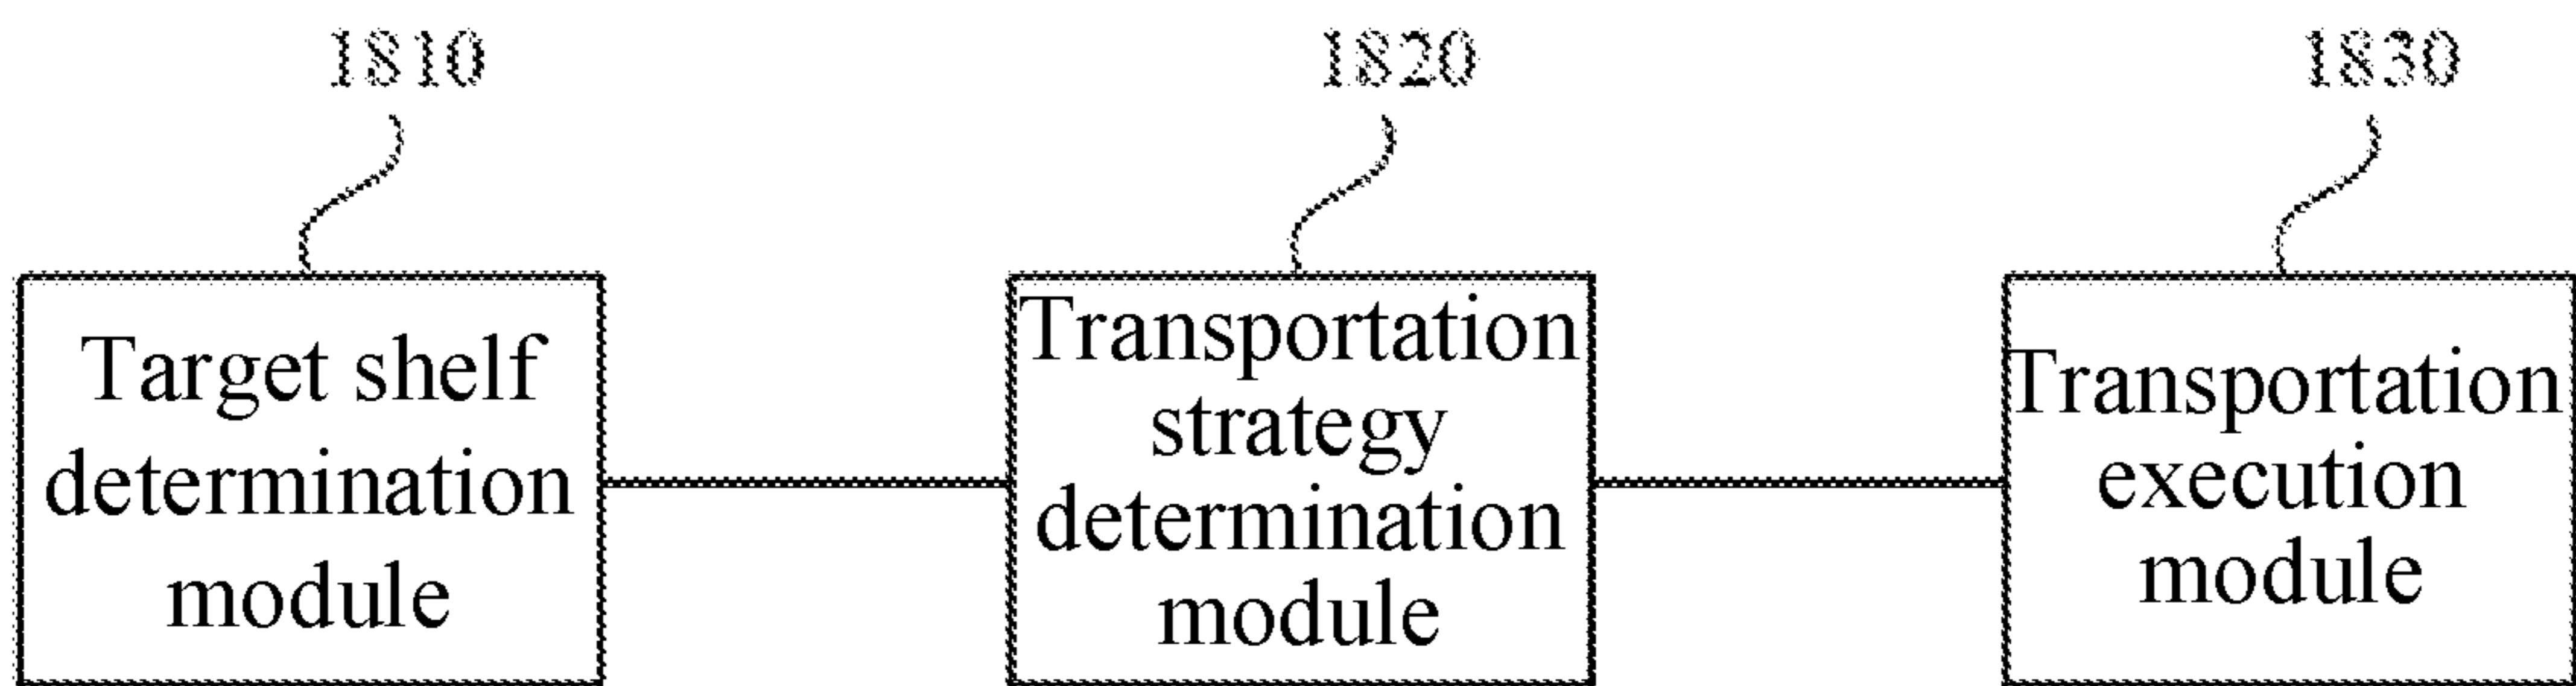 1810
1820
1830
Target shelf
determination
module
Transportation
strategy
determination
module
Transportation
execution
module